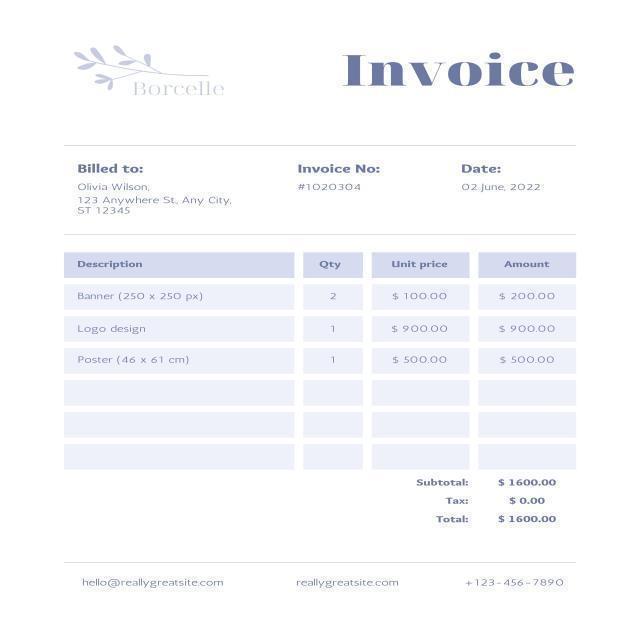 Borcelle
Invoice
Billed to: Invoice No: Date:
Olivia Wilson, #1020304 02 June, 2022
123 Anywhere St., Any City,
ST 12345
Description Qty Unit price Amount
Banner (250 x 250 px) 2 $ 100.00 $ 200.00
Logo design 1 $ 900.00 $ 900.00
Poster (46 x 61 cm) 1 $ 500.00 $ 500.00
Subtotal: $ 1600.00
Tax: $ 0.00
Total: $ 1600.00
hello@reallygreatsite.com reallygreatsite.com +123-456-7890